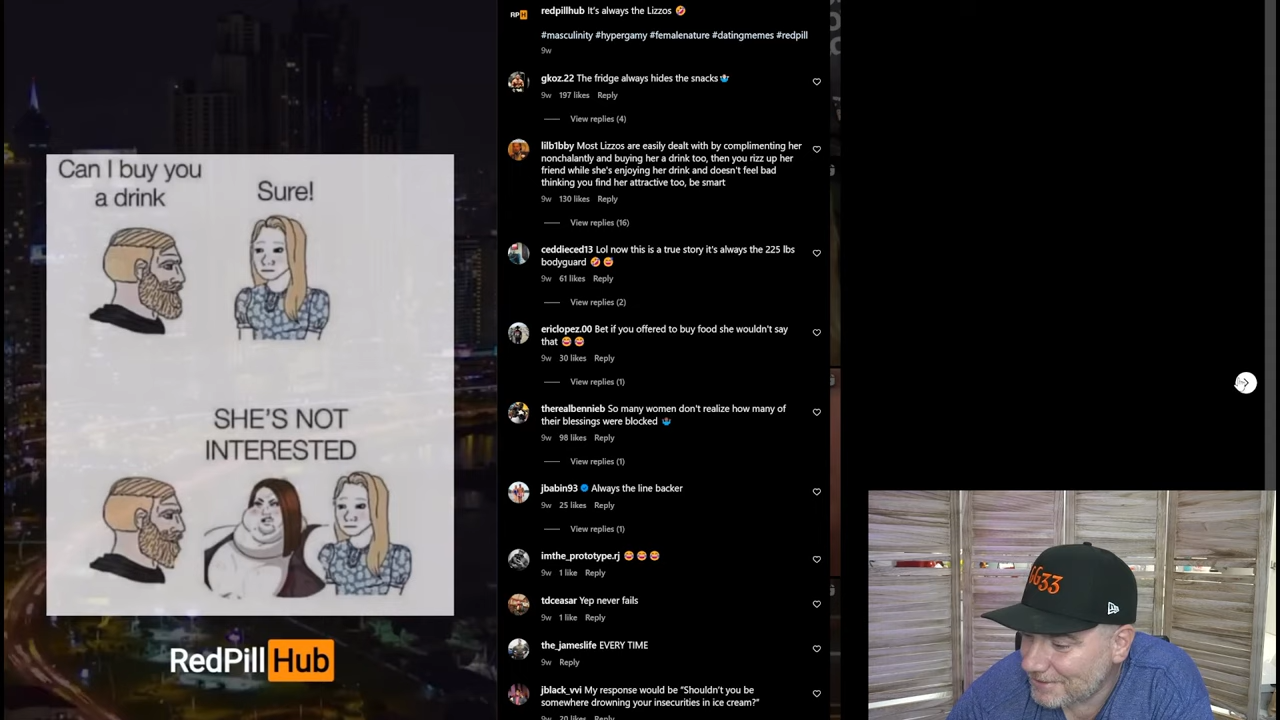 Can I buy you
a drink
Sure!
SHE'S NOT
INTERESTED
RedPill Hub
RPH
redpillhub It's always the Lizzos 🤣
#masculinity #hypergamy #femalenature #datingmemes #redpill
9w
gkoz.22 The fridge always hides the snacks🤷‍♂️
9w 197 likes Reply
View replies (4)
lilb1bby Most Lizzos are easily dealt with by complimenting her
nonchalantly and buying her a drink too, then you rizz up her
friend while she's enjoying her drink and doesn't feel bad
thinking you find her attractive too, be smart
9w 130 likes Reply
View replies (16)
ceddieced13 Lol now this is a true story it's always the 225 lbs
bodyguard 🤣 😅
9w 61 likes Reply
View replies (2)
ericlopez.00 Bet if you offered to buy food she wouldn't say
that 😂 😂
9w 30 likes Reply
View replies (1)
therealbennieb So many women don't realize how many of
their blessings were blocked 🤷🏿‍♂️
9w 98 likes Reply
View replies (1)
jbabin93 Always the line backer
9w 25 likes Reply
View replies (1)
imthe_prototype.rj 😂 😂 😂
9w 1 like Reply
tdceasar Yep never fails
9w 1 like Reply
the_jameslife EVERY TIME
9w Reply
jblack_vvi My response would be "Shouldn't you be
somewhere drowning your insecurities in ice cream?"
9w 20 likes Reply
6633